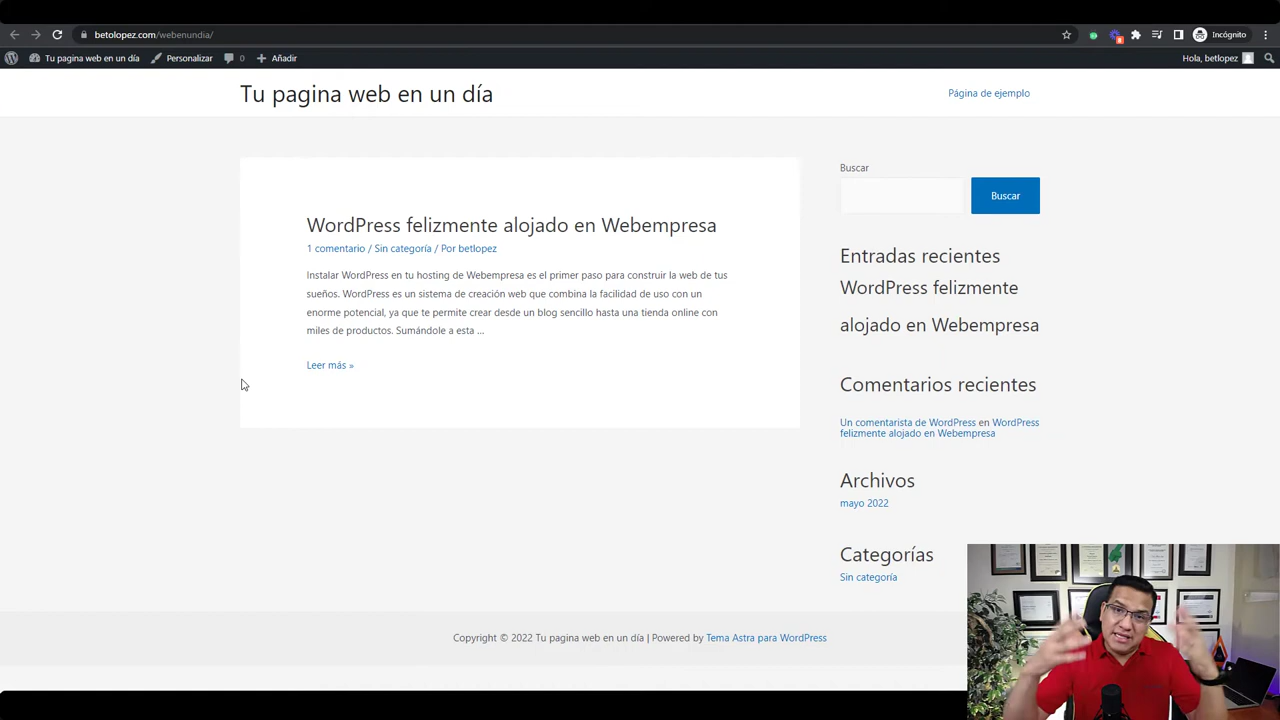 betolopez.com/webenundia/
Incógnito
Tu pagina web en un día
Personalizar
0
Añadir
Hola, betlopez
Tu pagina web en un día
Página de ejemplo
WordPress felizmente alojado en Webempresa
1 comentario / Sin categoría / Por betlopez
Instalar WordPress en tu hosting de Webempresa es el primer paso para construir la web de tus
sueños. WordPress es un sistema de creación web que combina la facilidad de uso con un
enorme potencial, ya que te permite crear desde un blog sencillo hasta una tienda online con
miles de productos. Sumándole a esta ...
Leer más »
Buscar
Buscar
Entradas recientes
WordPress felizmente
alojado en Webempresa
Comentarios recientes
Un comentarista de WordPress en WordPress
felizmente alojado en Webempresa
Archivos
mayo 2022
Categorías
Sin categoría
Copyright © 2022 Tu pagina web en un día | Powered by Tema Astra para WordPress